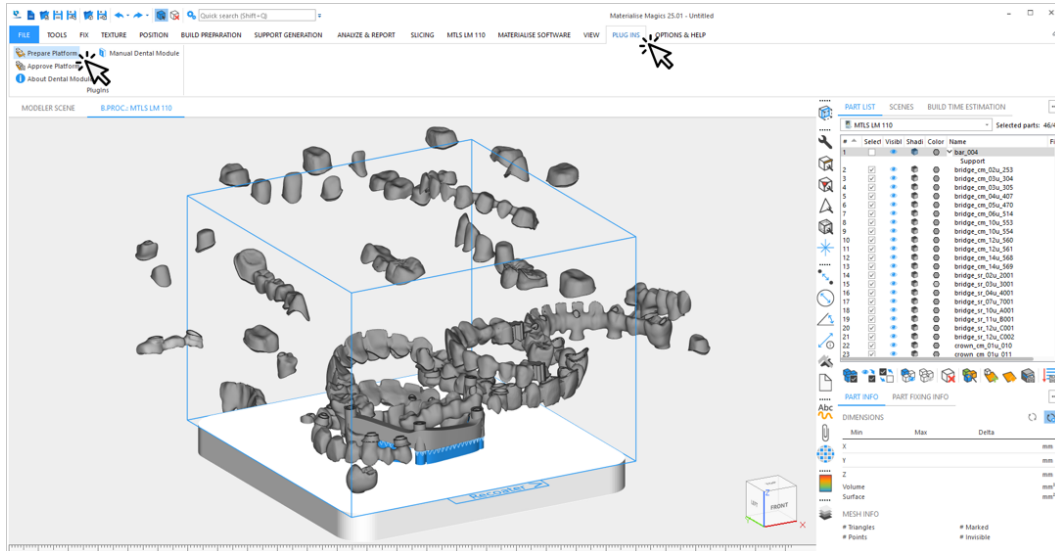 Quick search (Shift+Q)
Materialise Magics 25.01 - Untitled
FILE TOOLS FIX TEXTURE POSITION BUILD PREPARATION SUPPORT GENERATION ANALYZE & REPORT SLICING MTLS LM 110 MATERIALISE SOFTWARE VIEW PLUG INS OPTIONS & HELP
Prepare Platform Manual Dental Module
Approve Platform
About Dental Module
Plugins
MODELER SCENE B.PROC.: MTLS LM 110
PART LIST SCENES BUILD TIME ESTIMATION
MTLS LM 110 Selected parts: 46/4
# Select Visibl Shadi Color Name Fi
1 bar_004
Support
2 bridge_cm_02u_253
3 bridge_cm_03u_304
4 bridge_cm_03u_305
5 bridge_cm_04u_407
6 bridge_cm_05u_470
7 bridge_cm_06u_514
8 bridge_cm_10u_553
9 bridge_cm_10u_554
10 bridge_cm_12u_560
11 bridge_cm_12u_561
12 bridge_cm_14u_568
13 bridge_cm_14u_569
14 bridge_sr_02u_2001
15 bridge_sr_03u_3001
16 bridge_sr_04u_4001
17 bridge_sr_07u_7001
18 bridge_sr_10u_A001
19 bridge_sr_11u_B001
20 bridge_sr_12u_C001
21 bridge_sr_12u_C002
22 crown_cm_01u_010
23 crown_cm_01u_011
Abc
PART INFO PART FIXING INFO
DIMENSIONS
Min Max Delta
X mm
Y mm
Z mm
Volume mm³
Surface mm²
MESH INFO
# Triangles # Marked
# Points # Invisible
Recoater
Z
FRONT
X